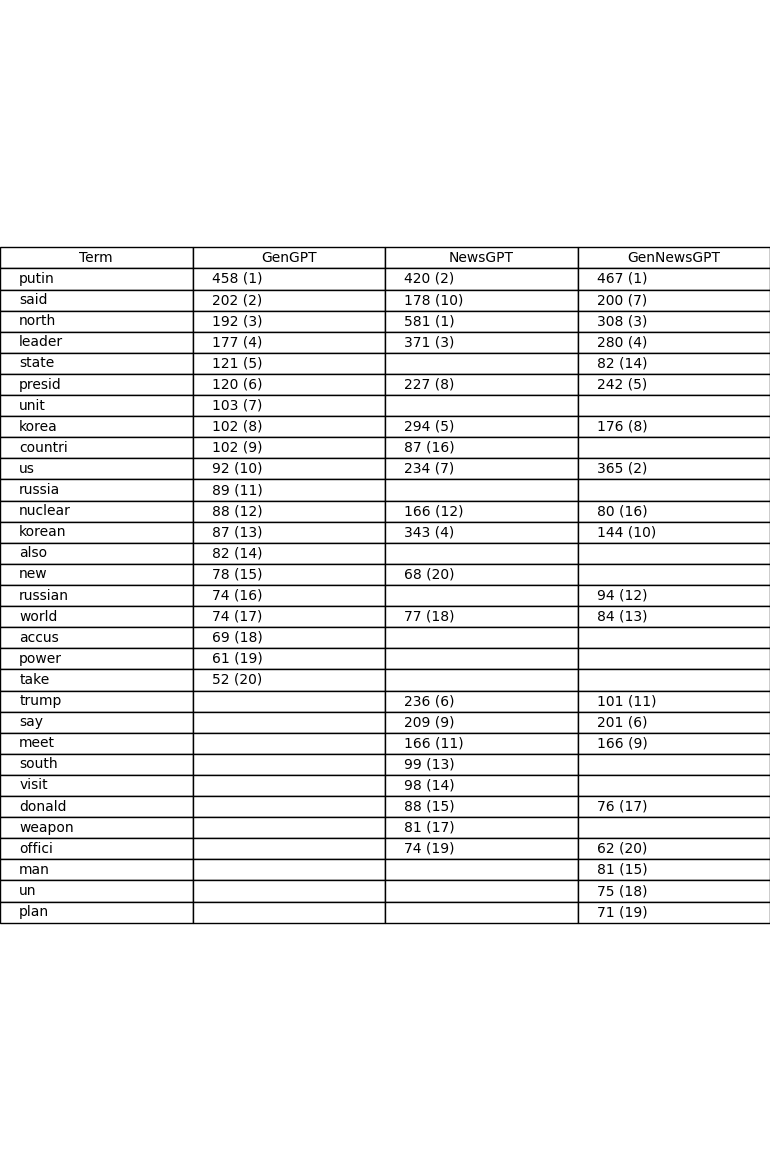 Term GenGPT NewsGPT GenNewsGPT
putin 458 (1) 420 (2) 467 (1)
said 202 (2) 178 (10) 200 (7)
north 192 (3) 581 (1) 308 (3)
leader 177 (4) 371 (3) 280 (4)
state 121 (5) 82 (14)
presid 120 (6) 227 (8) 242 (5)
unit 103 (7)
korea 102 (8) 294 (5) 176 (8)
countri 102 (9) 87 (16)
us 92 (10) 234 (7) 365 (2)
russia 89 (11)
nuclear 88 (12) 166 (12) 80 (16)
korean 87 (13) 343 (4) 144 (10)
also 82 (14)
new 78 (15) 68 (20)
russian 74 (16) 94 (12)
world 74 (17) 77 (18) 84 (13)
accus 69 (18)
power 61 (19)
take 52 (20)
trump 236 (6) 101 (11)
say 209 (9) 201 (6)
meet 166 (11) 166 (9)
south 99 (13)
visit 98 (14)
donald 88 (15) 76 (17)
weapon 81 (17)
offici 74 (19) 62 (20)
man 81 (15)
un 75 (18)
plan 71 (19)